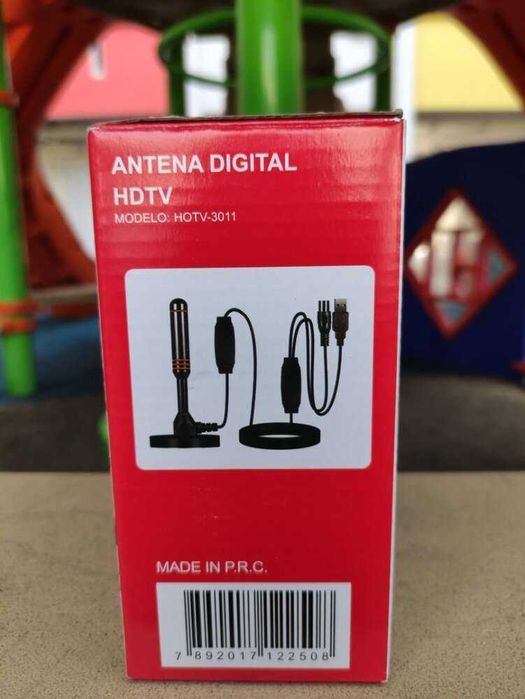 ANTENA DIGITAL
HDTV
MODELO: HOTV-3011
MADE IN P.R.C.
7 892017 122508